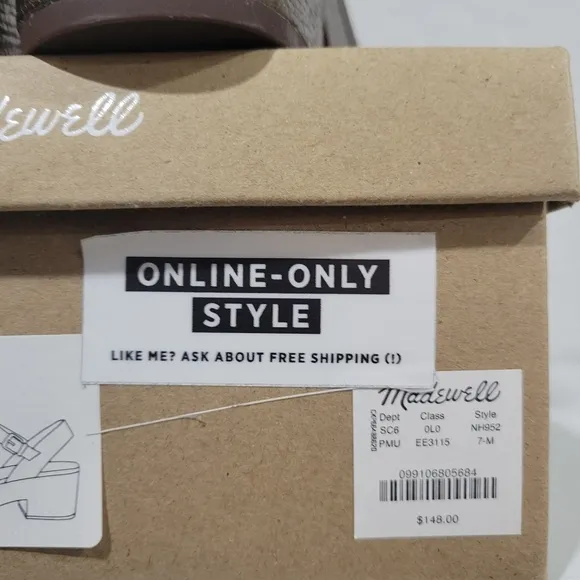 Madewell
ONLINE-ONLY
STYLE
LIKE ME? ASK ABOUT FREE SHIPPING (!)
Madewell
Dept Class Style
SC6 0L0 NH952
PMU EE3115 7-M
099106805684
$148.00